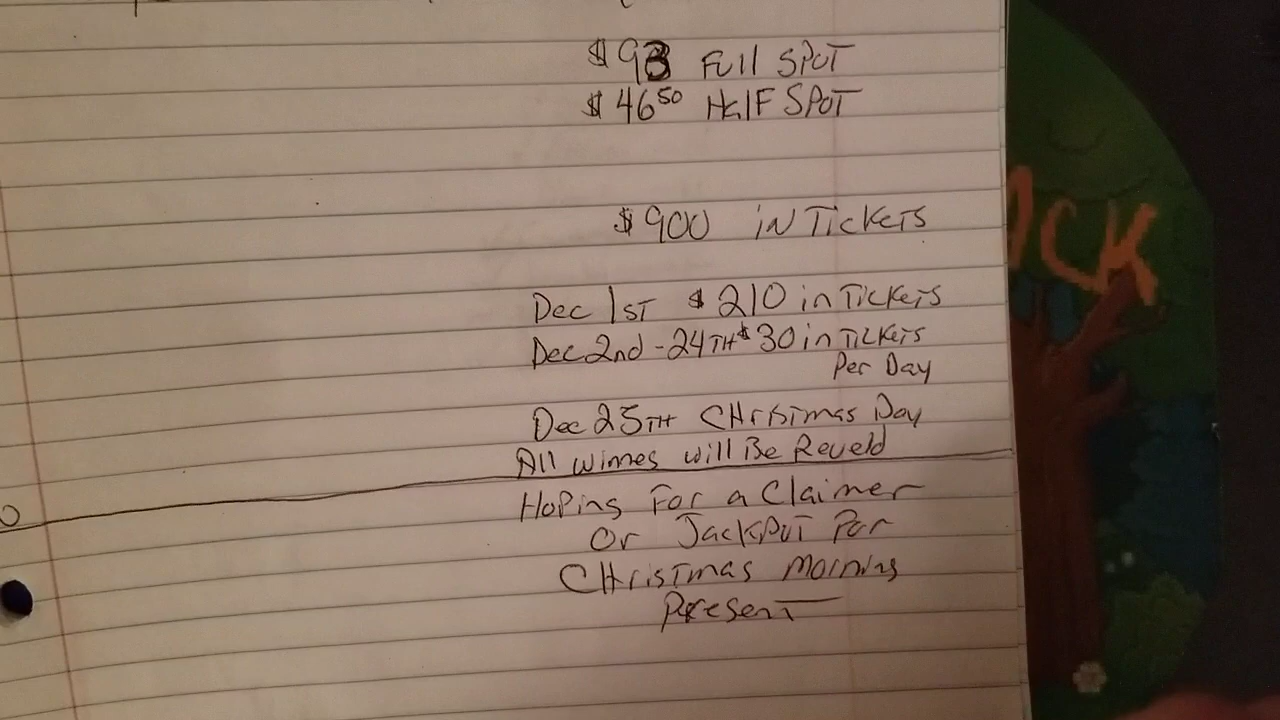 $93 Full SPOT
$46 50 HalF SPOT
$900 in TickeTS
Dec 1ST $210 in TickeTS
Dec 2nd - 24TH $30 in TickeTS
Per Day
Dec 25TH CHrisTmas Day
All winnes will Be Reveld
HoPing For a Claimer
Or JackPoT For
CHrisTmas morning
PresenT
ACK